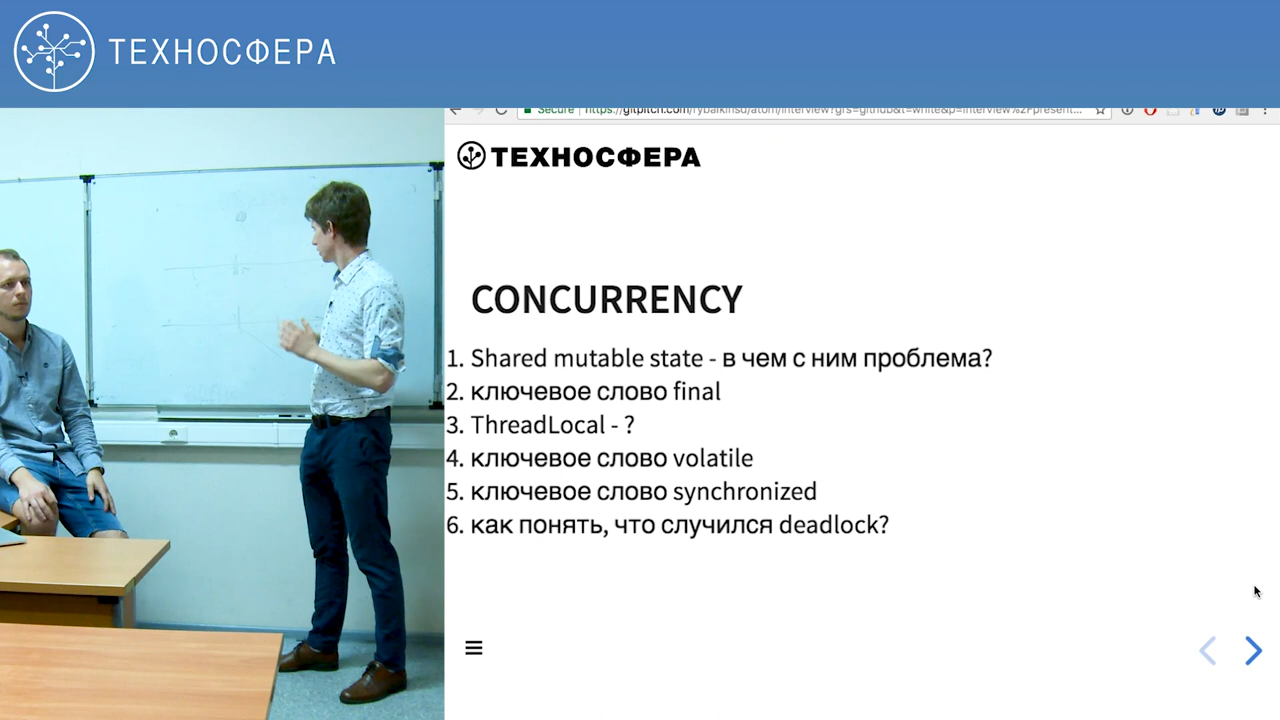 ТЕХНОСФЕРА
Secure
ТЕХНОСФЕРА
CONCURRENCY
1. Shared mutable state - в чем с ним проблема?
2. ключевое слово final
3. ThreadLocal - ?
4. ключевое слово volatile
5. ключевое слово synchronized
6. как понять, что случился deadlock?